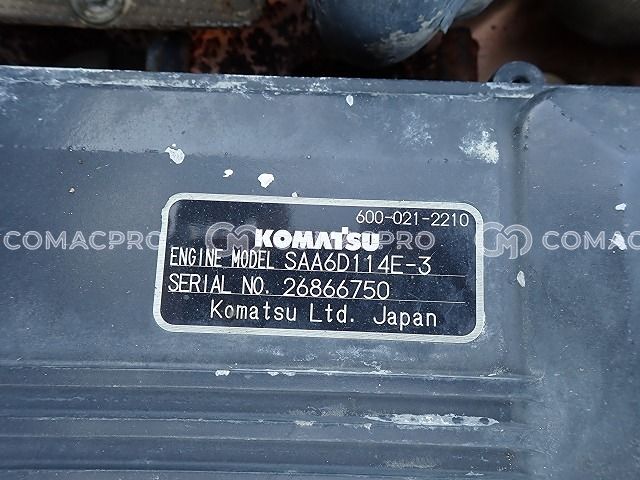 600-021-2210
KOMATSU
ENGINE MODEL SAA6D114E-3
SERIAL NO. 26866750
Komatsu Ltd. Japan
COMACPRO COMACPRO COMACPRO